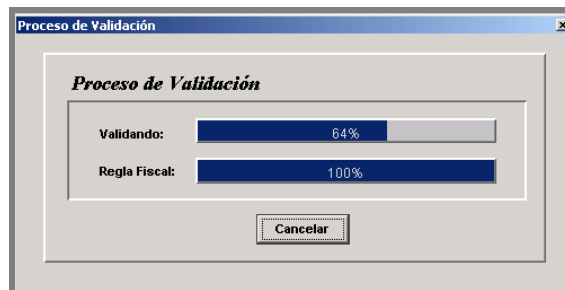 Proceso de Validación
Proceso de Validación
Validando: 64%
Regla Fiscal: 100%
Cancelar